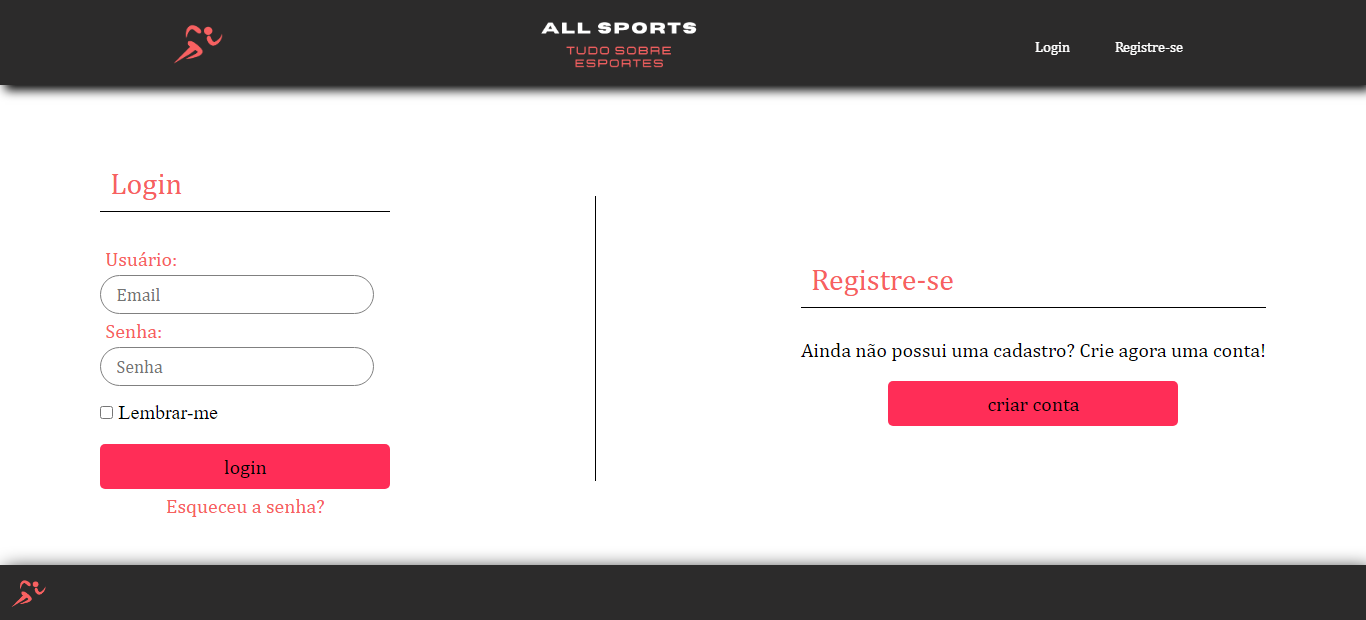 ALL SPORTS
TUDO SOBRE
ESPORTES
Login
Registre-se
Login
Usuário:
Email
Senha:
Senha
Lembrar-me
login
Esqueceu a senha?
Registre-se
Ainda não possui uma cadastro? Crie agora uma conta!
criar conta